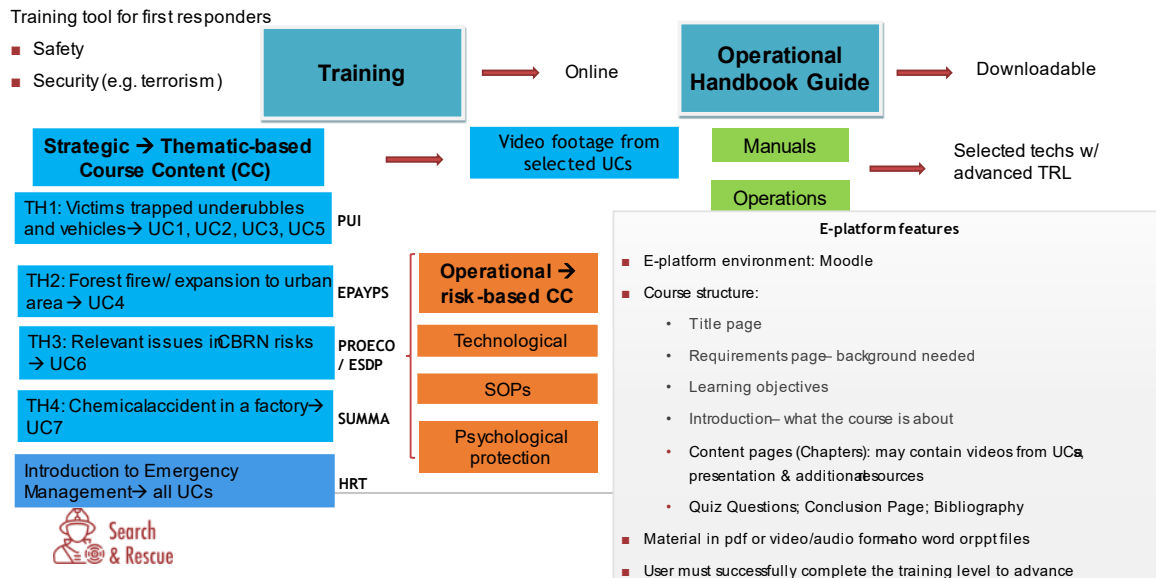 Training tool for first responders
■ Safety
■ Security (e.g. terrorism)
Training
Online
Operational
Handbook Guide
Downloadable
Strategic → Thematic-based
Course Content (CC)
Video footage from
selected UCs
Manuals
Operations
Selected techs w/
advanced TRL
TH1: Victims trapped under rubbles
and vehicles → UC1, UC2, UC3, UC5
PUI
TH2: Forest fire w/ expansion to urban
area → UC4
EPAYPS
TH3: Relevant issues in CBRN risks
→ UC6
PROECO
/ ESDP
TH4: Chemical accident in a factory →
UC7
SUMMA
Introduction to Emergency
Management → all UCs
HRT
Operational →
risk-based CC
Technological
SOPs
Psychological
protection
E-platform features
■ E-platform environment: Moodle
■ Course structure:
• Title page
• Requirements page – background needed
• Learning objectives
• Introduction – what the course is about
• Content pages (Chapters): may contain videos from UCs,
presentation & additional resources
• Quiz Questions; Conclusion Page; Bibliography
■ Material in pdf or video/audio format – no word or ppt files
■ User must successfully complete the training level to advance
Search
& Rescue